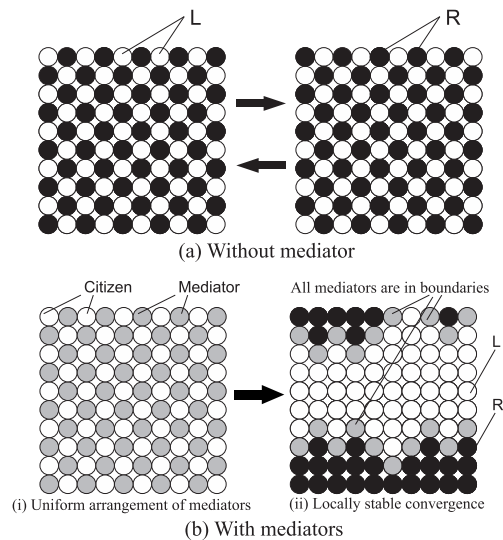 L
R
(a) Without mediator
Citizen
Mediator
All mediators are in boundaries
L
R
(i) Uniform arrangement of mediators
(ii) Locally stable convergence
(b) With mediators